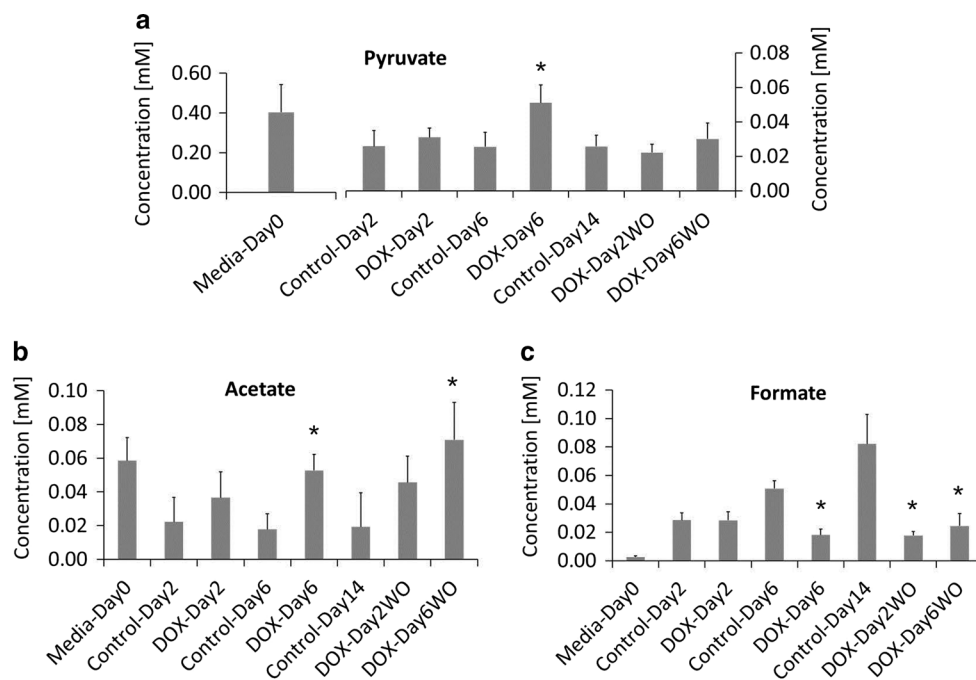 a
Pyruvate
Concentration [mM]
0.60
0.40
0.20
0.00
*
0.08
0.06
0.04
0.02
0.00
Concentration [mM]
Media-Day0
Control-Day2
DOX-Day2
Control-Day6
DOX-Day6
Control-Day14
DOX-Day2WO
DOX-Day6WO
b
Acetate
Concentration [mM]
0.10
0.08
0.06
0.04
0.02
0.00
*
*
Media-Day0
Control-Day2
DOX-Day2
Control-Day6
DOX-Day6
Control-Day14
DOX-Day2WO
DOX-Day6WO
c
Formate
Concentration [mM]
0.12
0.10
0.08
0.06
0.04
0.02
0.00
*
*
*
Media-Day0
Control-Day2
DOX-Day2
Control-Day6
DOX-Day6
Control-Day14
DOX-Day2WO
DOX-Day6WO